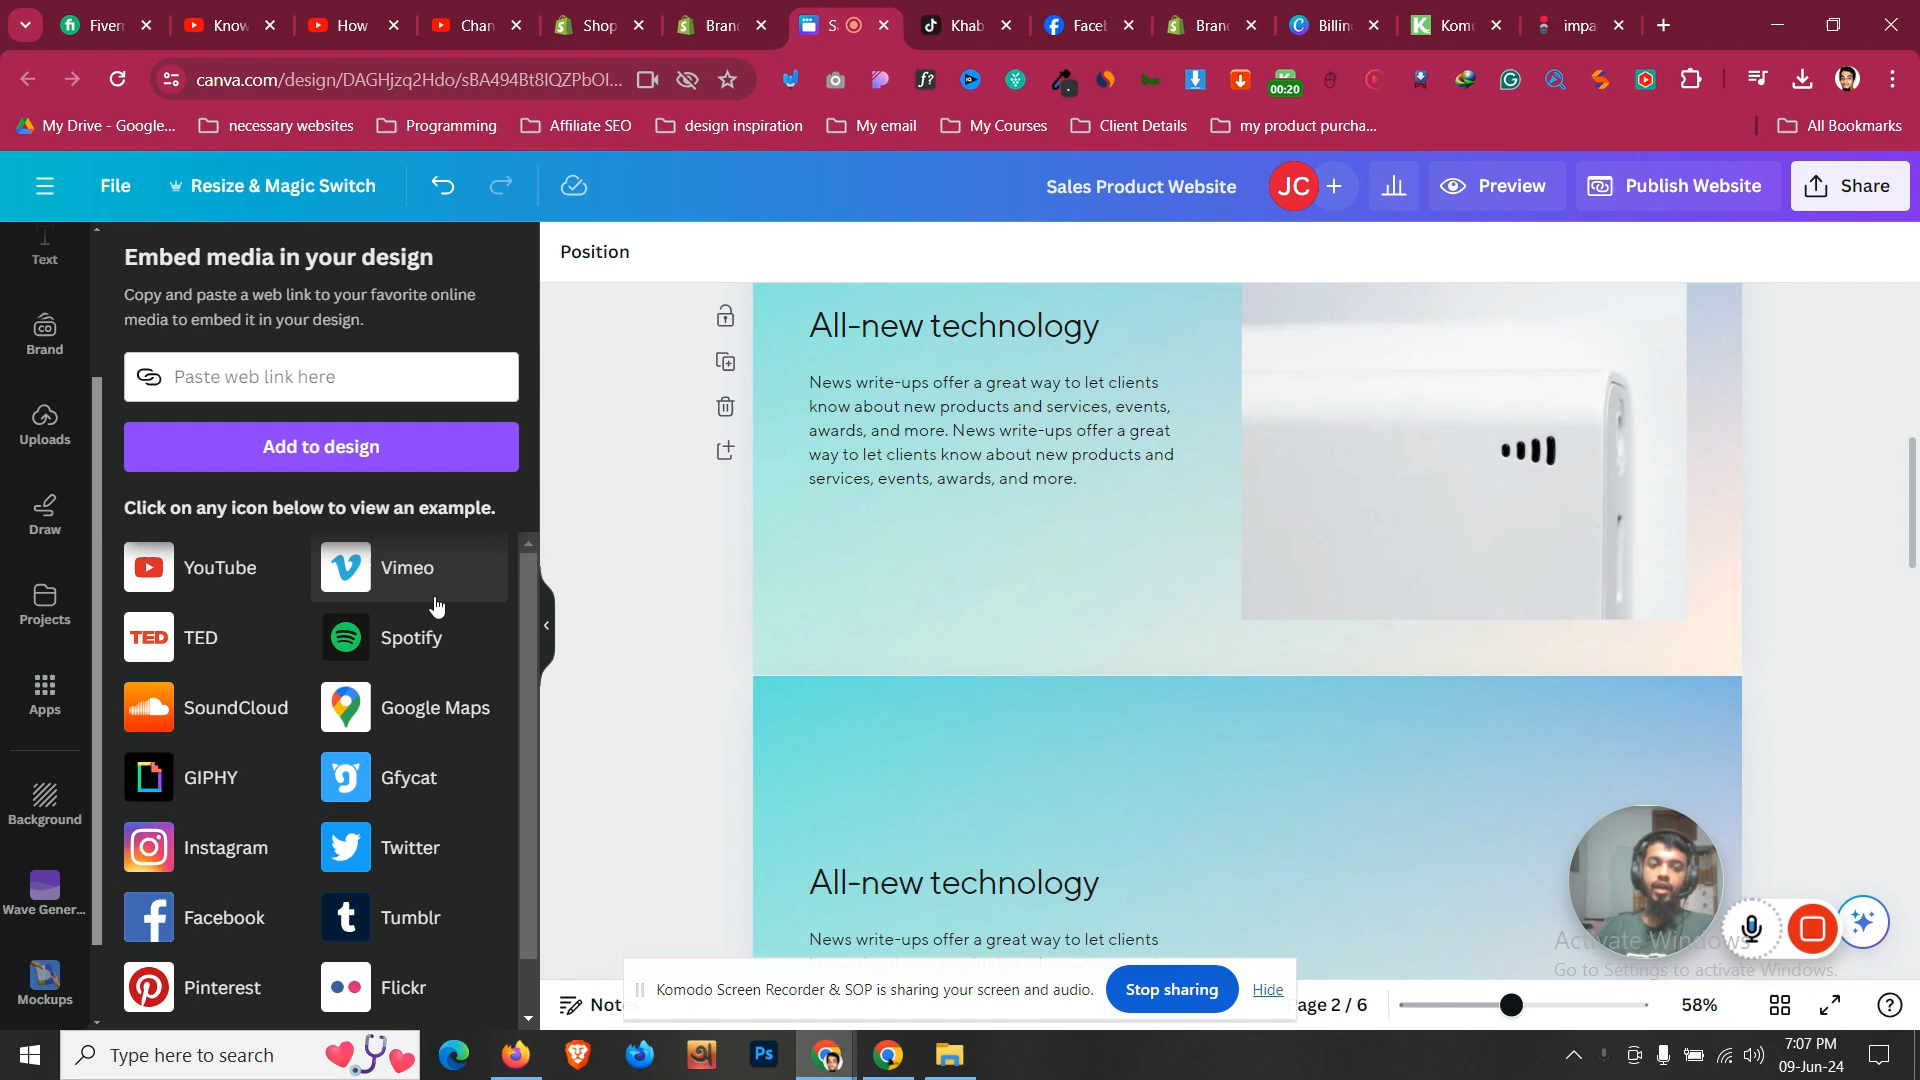 Fiverr
Know
How
Chan
Shop
Bran
S
Khab
Faceb
Bran
Billin
Komo
impa
canva.com/design/DAGHjzq2Hdo/sBA494Bt8IQZPbOI...
00:20
My Drive - Google...
necessary websites
Programming
Affiliate SEO
design inspiration
My email
My Courses
Client Details
my product purcha...
All Bookmarks
File
Resize & Magic Switch
Sales Product Website
JC
Preview
Publish Website
Share
Text
Brand
Uploads
Draw
Projects
Apps
Background
Wave Gener...
Mockups
Embed media in your design
Copy and paste a web link to your favorite online
media to embed it in your design.
Paste web link here
Add to design
Click on any icon below to view an example.
YouTube
Vimeo
TED TED
Spotify
SoundCloud
Google Maps
GIPHY
Gfycat
Instagram
Twitter
Facebook
Tumblr
Pinterest
Flickr
Position
All-new technology
News write-ups offer a great way to let clients
know about new products and services, events,
awards, and more. News write-ups offer a great
way to let clients know about new products and
services, events, awards, and more.
All-new technology
News write-ups offer a great way to let clients
Activate Windows
Go to Settings to activate Windows.
Komodo Screen Recorder & SOP is sharing your screen and audio.
Stop sharing
Hide
Notes
age 2 / 6
58%
Type here to search
Ps
7:07 PM
09-Jun-24